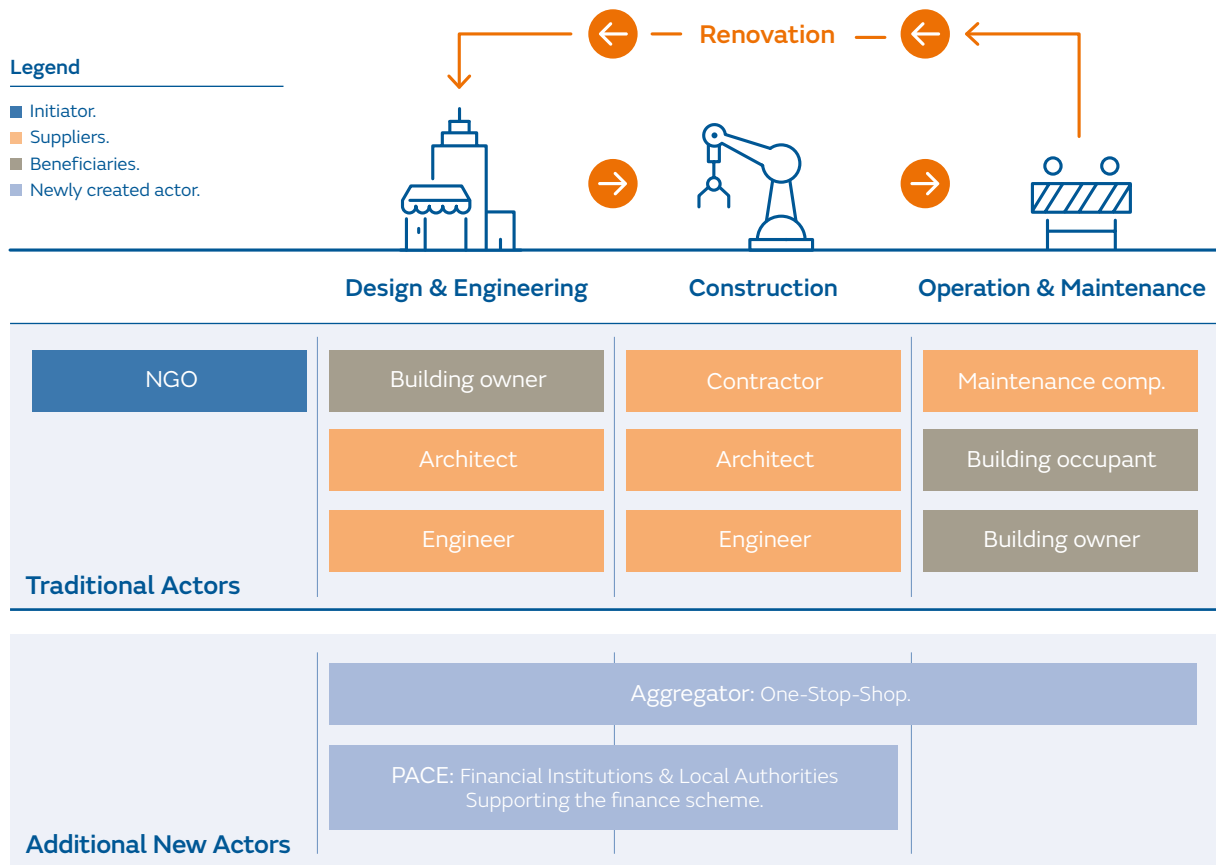 Renovation
Legend
Initiator.
Suppliers.
Beneficiaries.
Newly created actor.
Design & Engineering
Construction
Operation & Maintenance
NGO
Building owner
Contractor
Maintenance comp.
Architect
Architect
Building occupant
Engineer
Engineer
Building owner
Traditional Actors
Aggregator: One-Stop-Shop.
PACE: Financial Institutions & Local Authorities
Supporting the finance scheme.
Additional New Actors